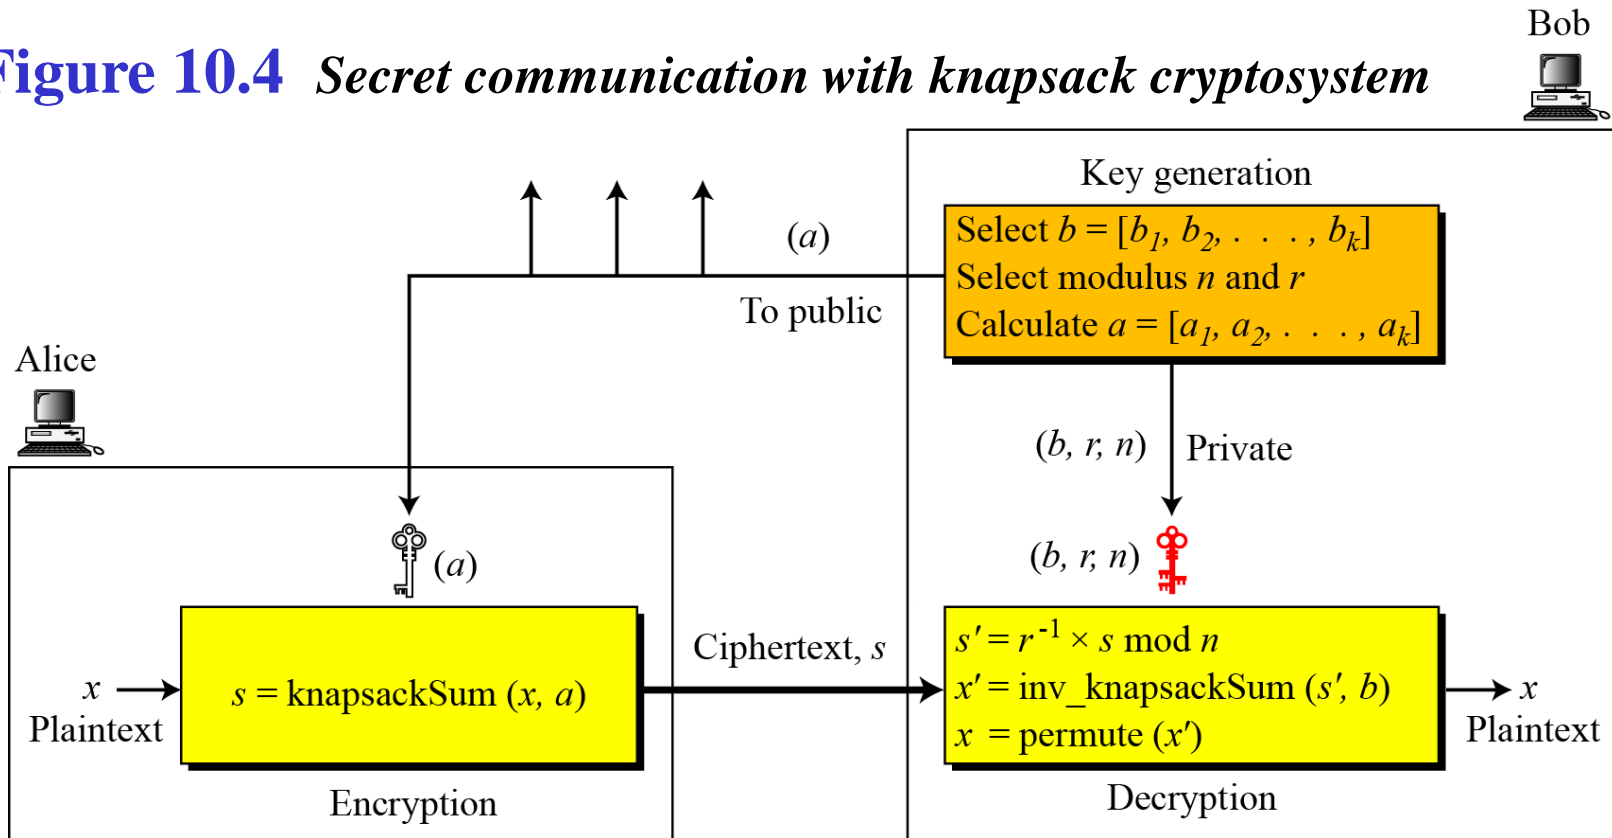 Figure 10.4 Secret communication with knapsack cryptosystem
Bob
Key generation
Select b = [b1, b2, . . . , bk]
Select modulus n and r
Calculate a = [a1, a2, . . . , ak]
(a)
To public
Alice
(b, r, n) Private
(a)
(b, r, n)
x
Plaintext
s = knapsackSum (x, a)
Encryption
Ciphertext, s
s′ = r⁻¹ × s mod n
x′ = inv_knapsackSum (s′, b)
x = permute (x′)
Decryption
x
Plaintext